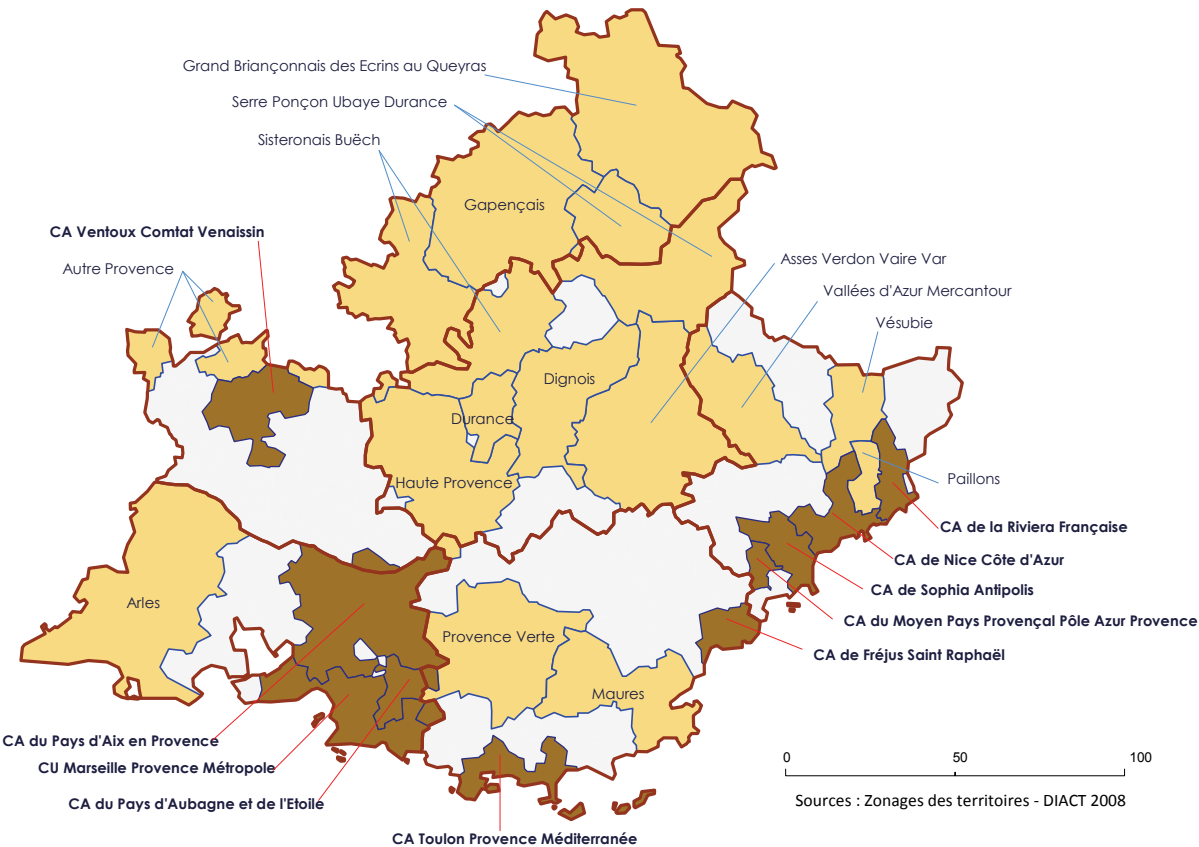 Grand Briançonnais des Ecrins au Queyras
Serre Ponçon Ubaye Durance
Sisteronais Buëch
Gapençais
CA Ventoux Comtat Venaissin
Autre Provence
Asses Verdon Vaire Var
Vallées d'Azur Mercantour
Vésubie
Dignois
Durance
Haute Provence
Paillons
CA de la Riviera Française
CA de Nice Côte d'Azur
CA de Sophia Antipolis
Arles
CA du Moyen Pays Provençal Pôle Azur Provence
Provence Verte
CA de Fréjus Saint Raphaël
Maures
CA du Pays d'Aix en Provence
CU Marseille Provence Métropole
0 50 100
CA du Pays d'Aubagne et de l'Etoile
Sources : Zonages des territoires - DIACT 2008
CA Toulon Provence Méditerranée